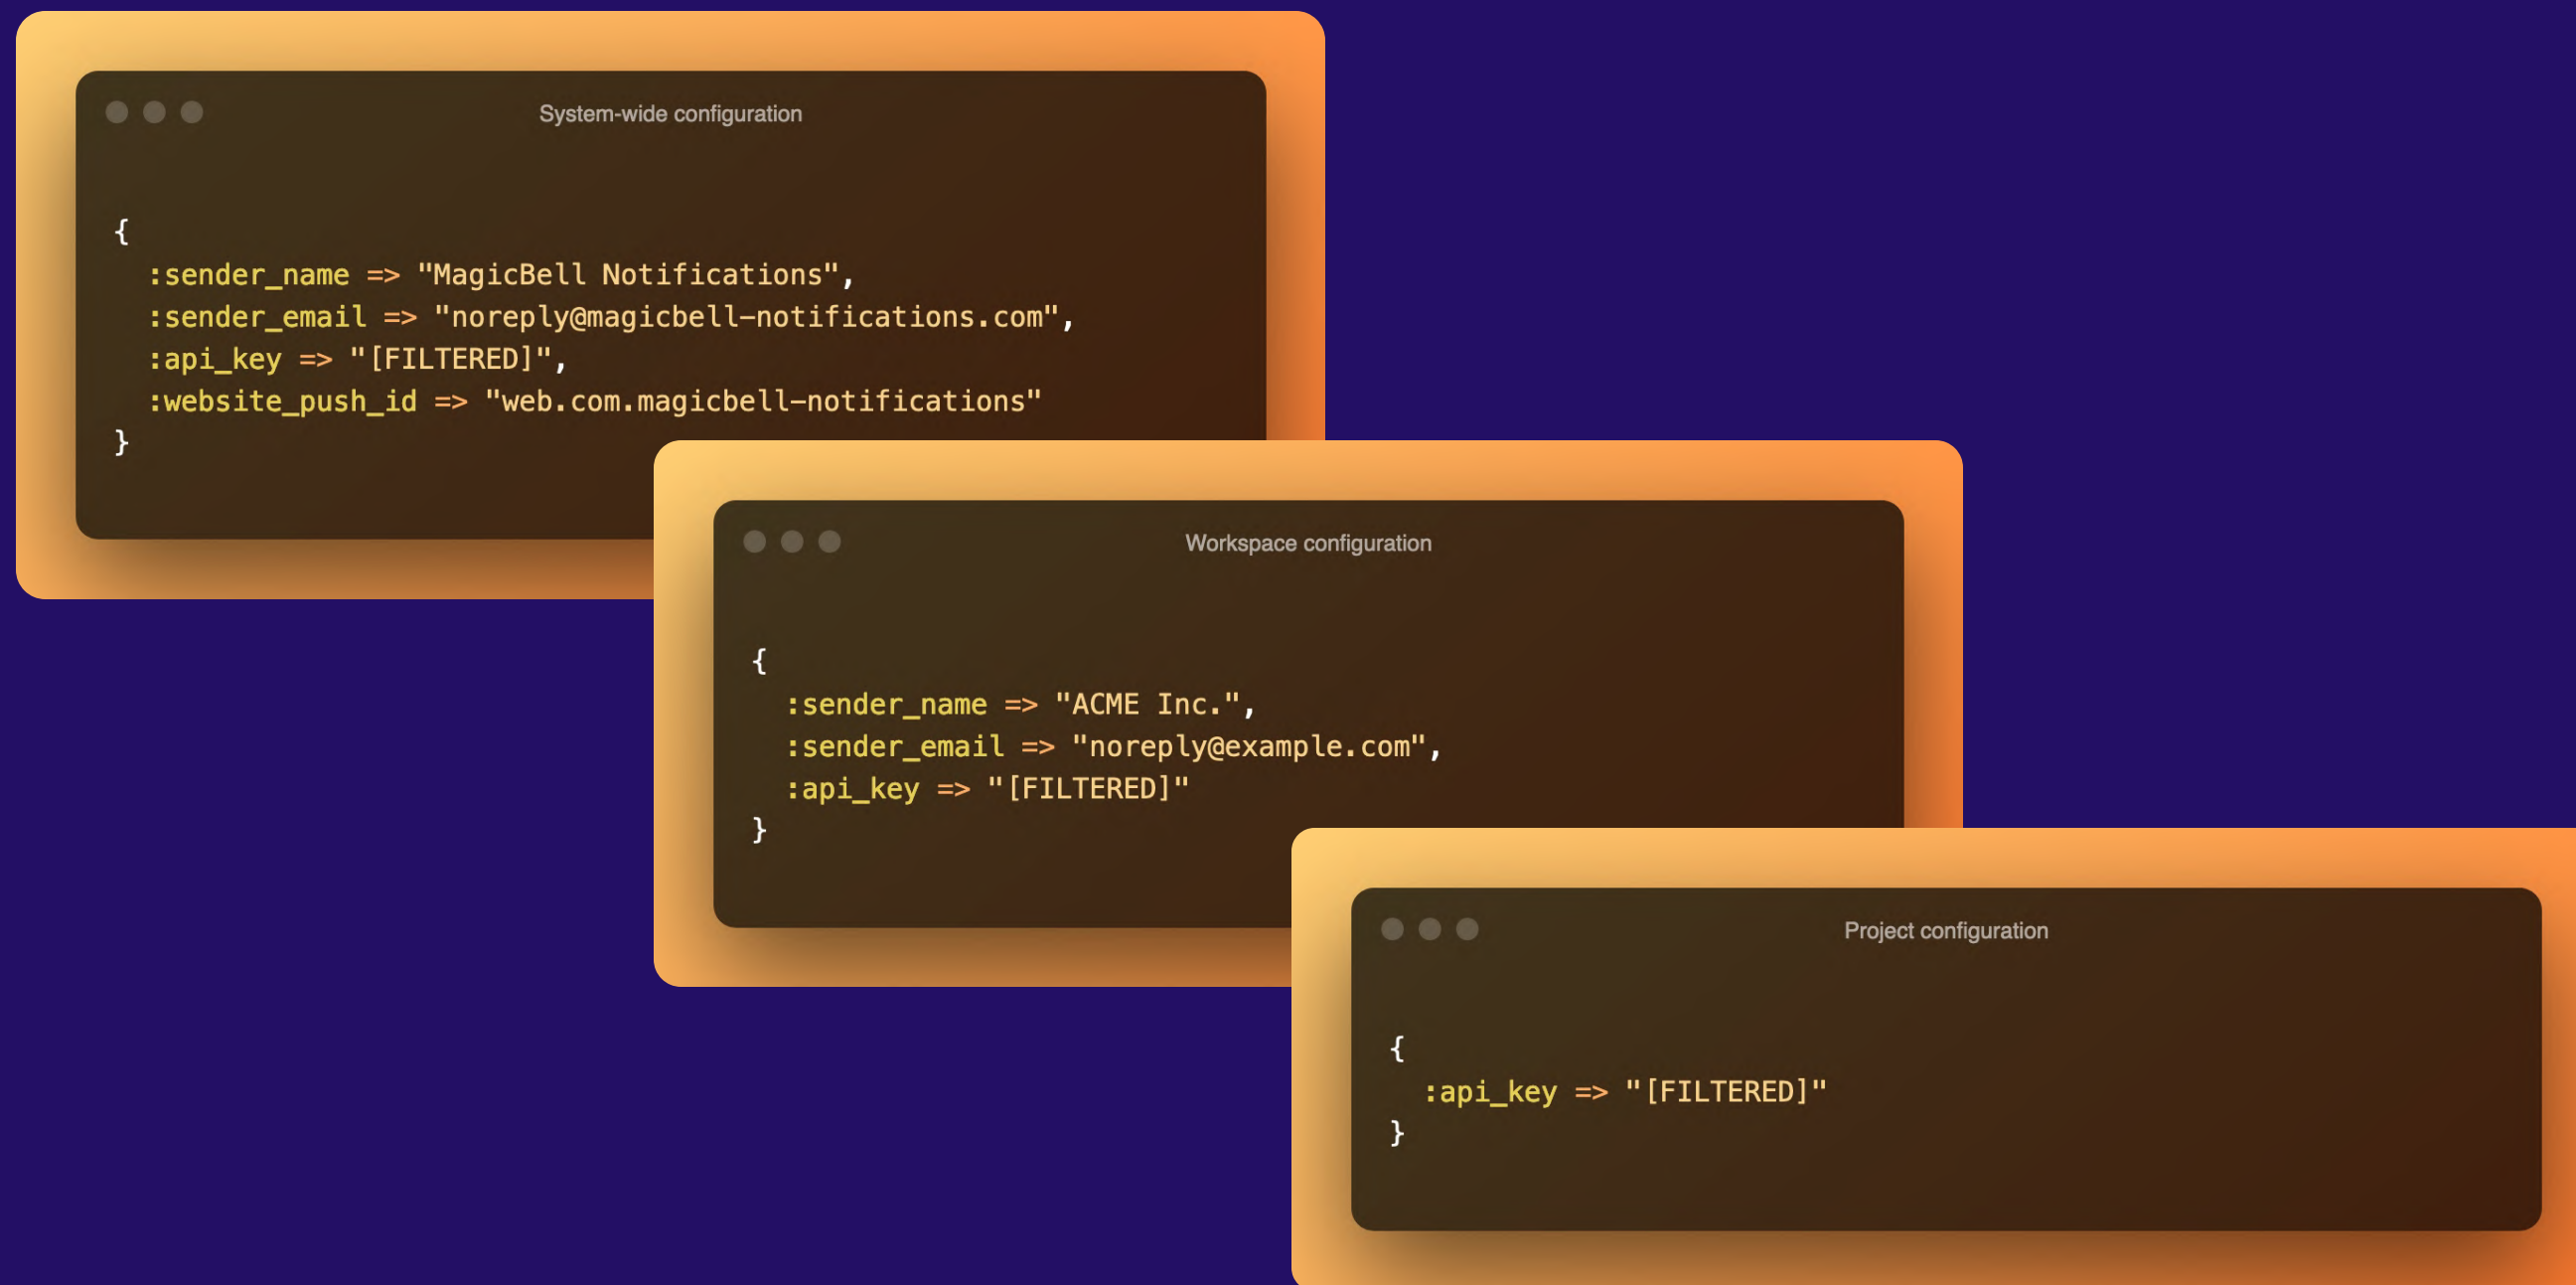 System-wide configuration
{
  :sender_name => "MagicBell Notifications",
  :sender_email => "noreply@magicbell-notifications.com",
  :api_key => "[FILTERED]",
  :website_push_id => "web.com.magicbell-notifications"
}
Workspace configuration
{
  :sender_name => "ACME Inc.",
  :sender_email => "noreply@example.com",
  :api_key => "[FILTERED]"
}
Project configuration
{
  :api_key => "[FILTERED]"
}